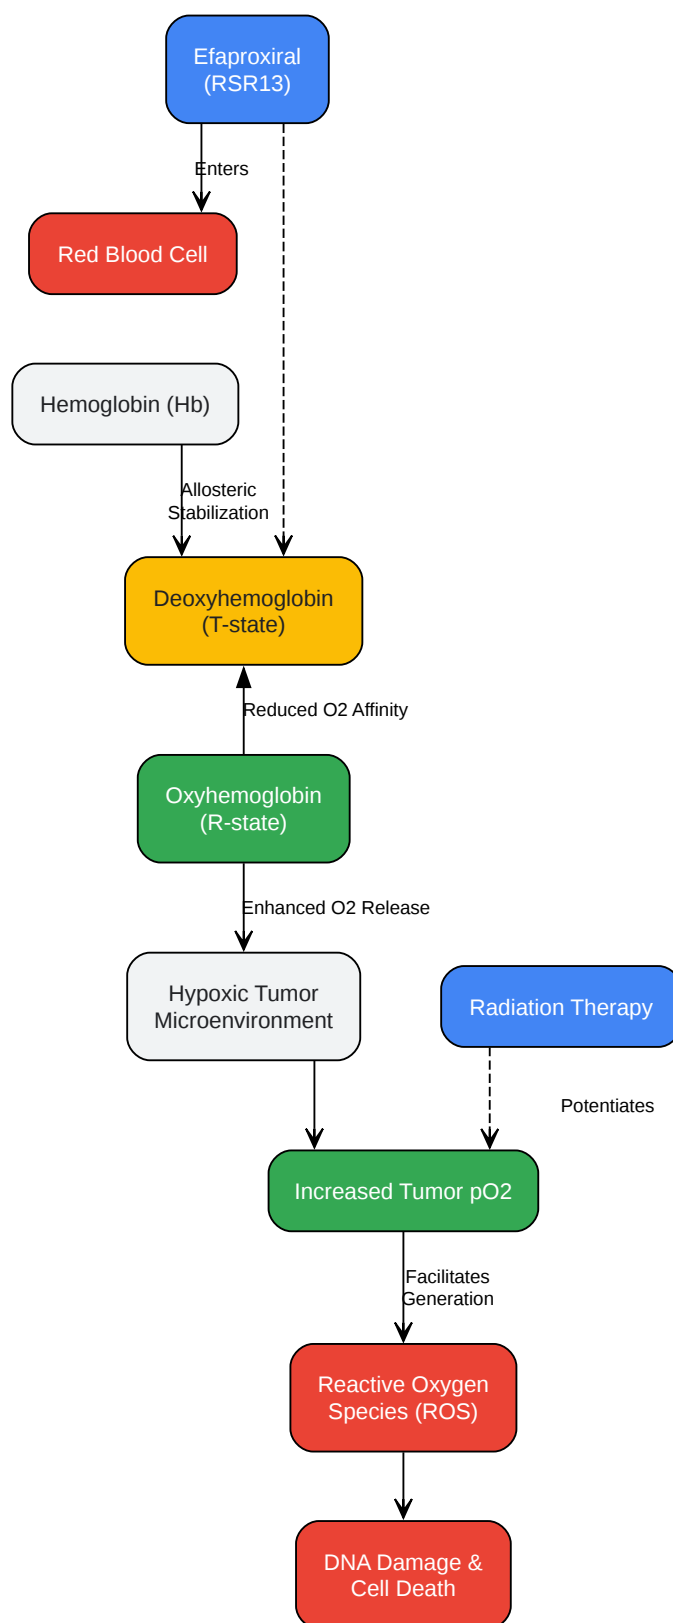 Efaproxiral
(RSR13)
Enters
Red Blood Cell
Hemoglobin (Hb)
Allosteric
Stabilization
Deoxyhemoglobin
(T-state)
Reduced O2 Affinity
Oxyhemoglobin
(R-state)
Enhanced O2 Release
Hypoxic Tumor
Microenvironment
Radiation Therapy
Potentiates
Increased Tumor pO2
Facilitates
Generation
Reactive Oxygen
Species (ROS)
DNA Damage &
Cell Death